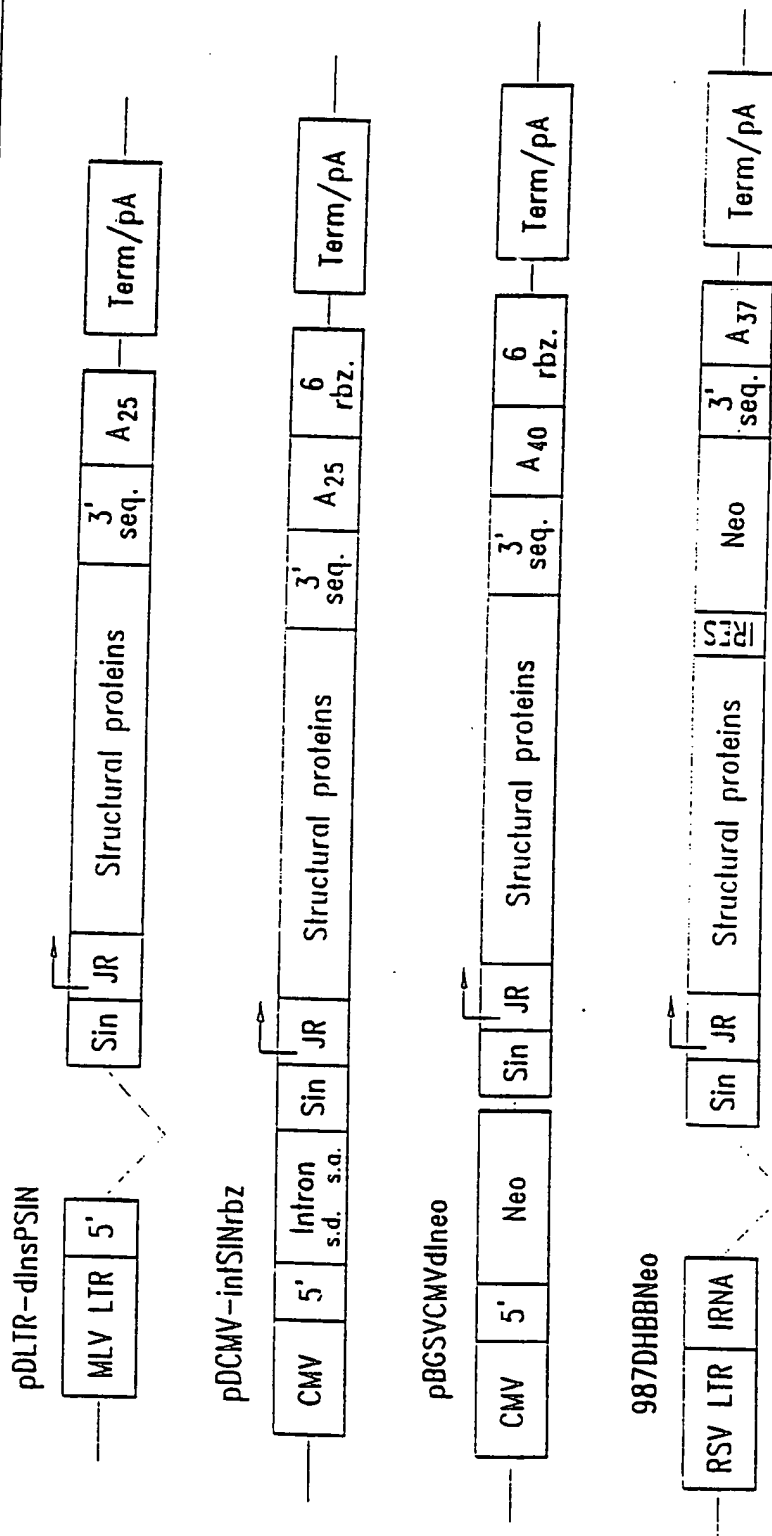 pDLTR-dlnsPSIN
MLV LTR 5' Sin JR Structural proteins 3' seq. A25 Term/pA
pDCMV-intSINrbz
CMV 5' Intron s.d. s.a. Sin JR Structural proteins 3' seq. A25 6 rbz. Term/pA
pBGSVCMVdlneo
CMV 5' Neo Sin JR Structural proteins 3' seq. A40 6 rbz. Term/pA
987DHBBNeo
RSV LTR IRNA Sin JR Structural proteins IRES Neo 3' seq. A37 Term/pA